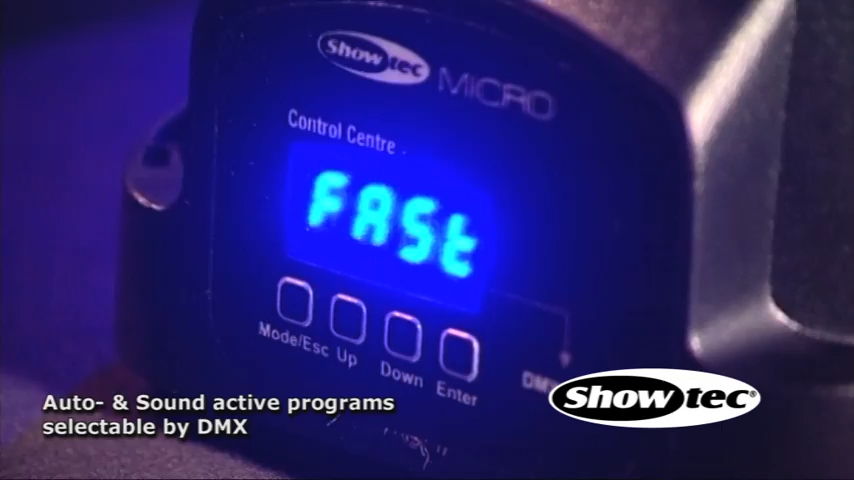 Showtec MICRO
Control Centre
FASt
Mode/Esc Up Down Enter
Auto- & Sound active programs
selectable by DMX
Showtec®